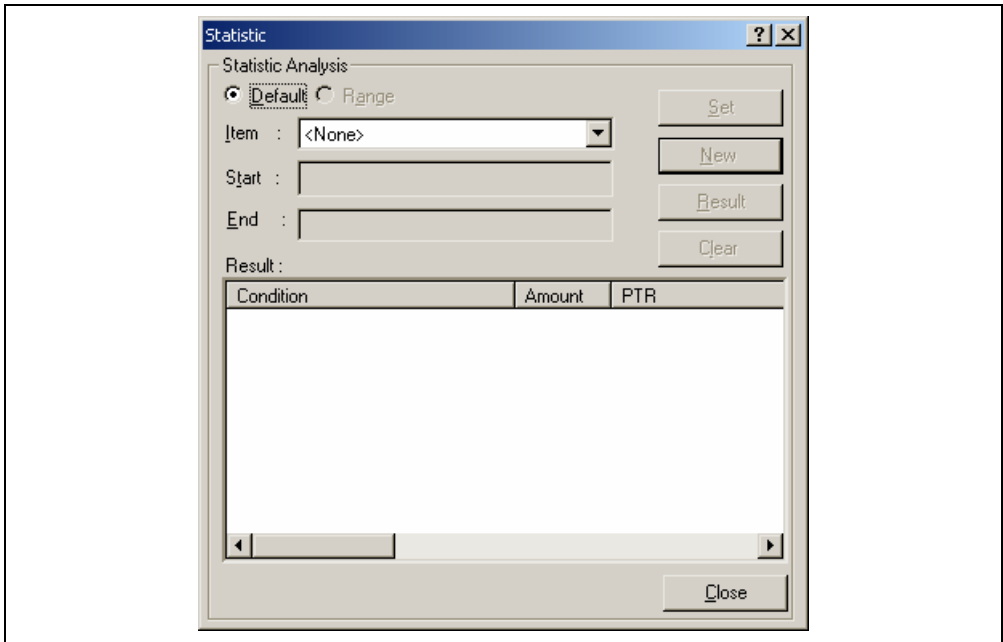 Statistic
Statistic Analysis
Default Range
Set
Item : <None>
New
Start :
Result
End :
Clear
Result :
Condition Amount PTR
Close